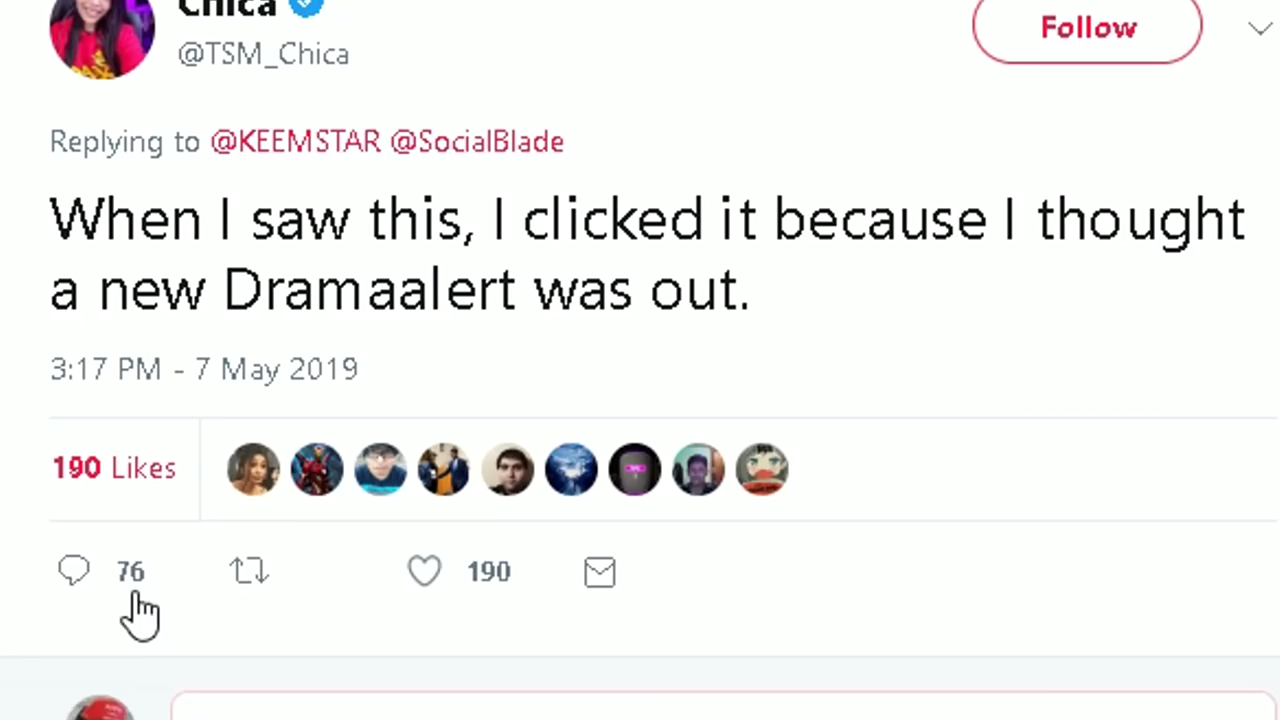 Chica
@TSM_Chica
Follow
Replying to @KEEMSTAR @SocialBlade
When I saw this, I clicked it because I thought
a new Dramaalert was out.
3:17 PM - 7 May 2019
190 Likes
76
190